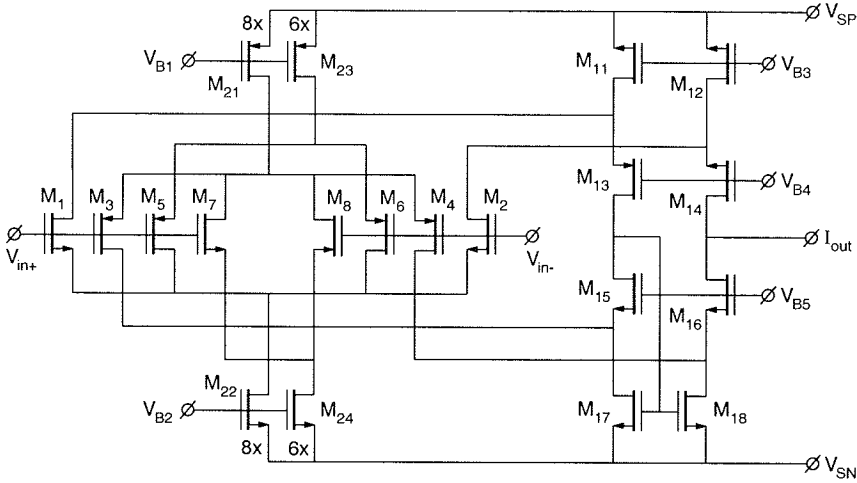 8x 6x V_SP
V_B1 M_21 M_23 M_11 M_12 V_B3
M_1 M_3 M_5 M_7 M_8 M_6 M_4 M_2 M_13 M_14 V_B4
V_in+ V_in- I_out
M_15 M_16 V_B5
M_22 V_B2 M_24 M_17 M_18
8x 6x V_SN